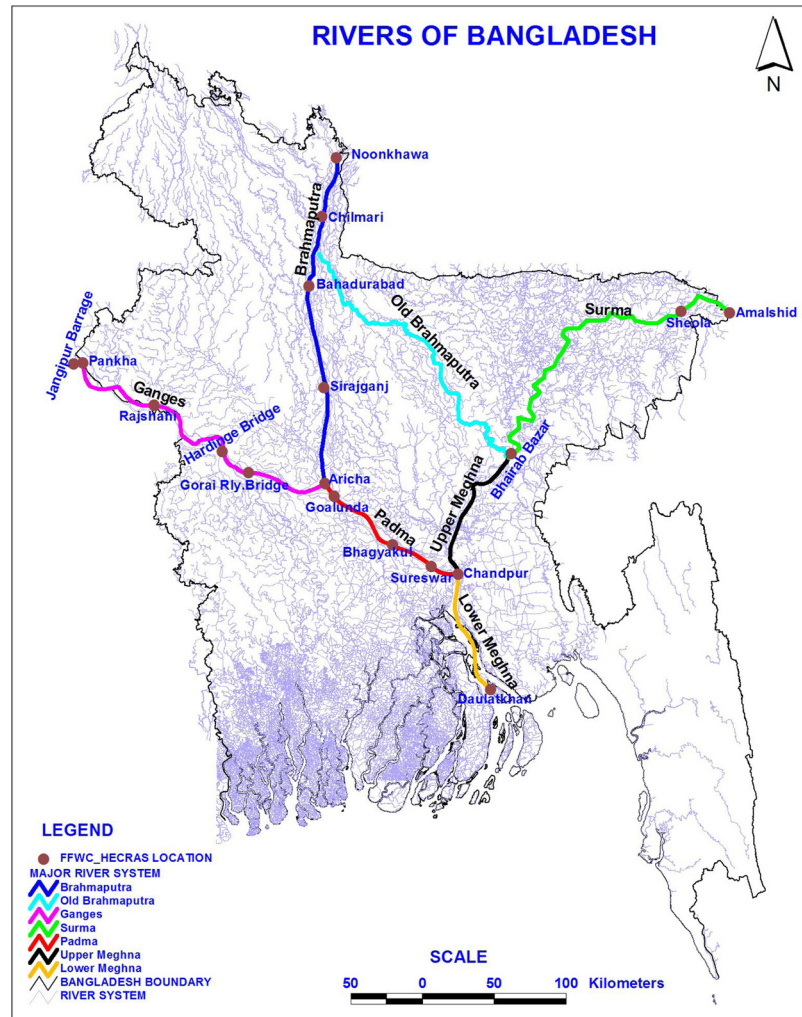 RIVERS OF BANGLADESH
N
Noonkhawa
Chilmari
Brahmaputra
Bahadurabad
Old Brahmaputra
Surma
Sheola
Amalshid
Jangipur Barrage
Pankha
Ganges
Rajshahi
Sirajganj
Hardinge Bridge
Gorai Rly.Bridge
Aricha
Goalunda
Bhairab Bazar
Upper Meghna
Padma
Bhagyakul
Sureswar
Chandpur
Lower Meghna
Daulatkhan
LEGEND
FFWC_HECRAS LOCATION
MAJOR RIVER SYSTEM
Brahmaputra
Old Brahmaputra
Ganges
Surma
Padma
Upper Meghna
Lower Meghna
BANGLADESH BOUNDARY
RIVER SYSTEM
SCALE
50 0 50 100 Kilometers